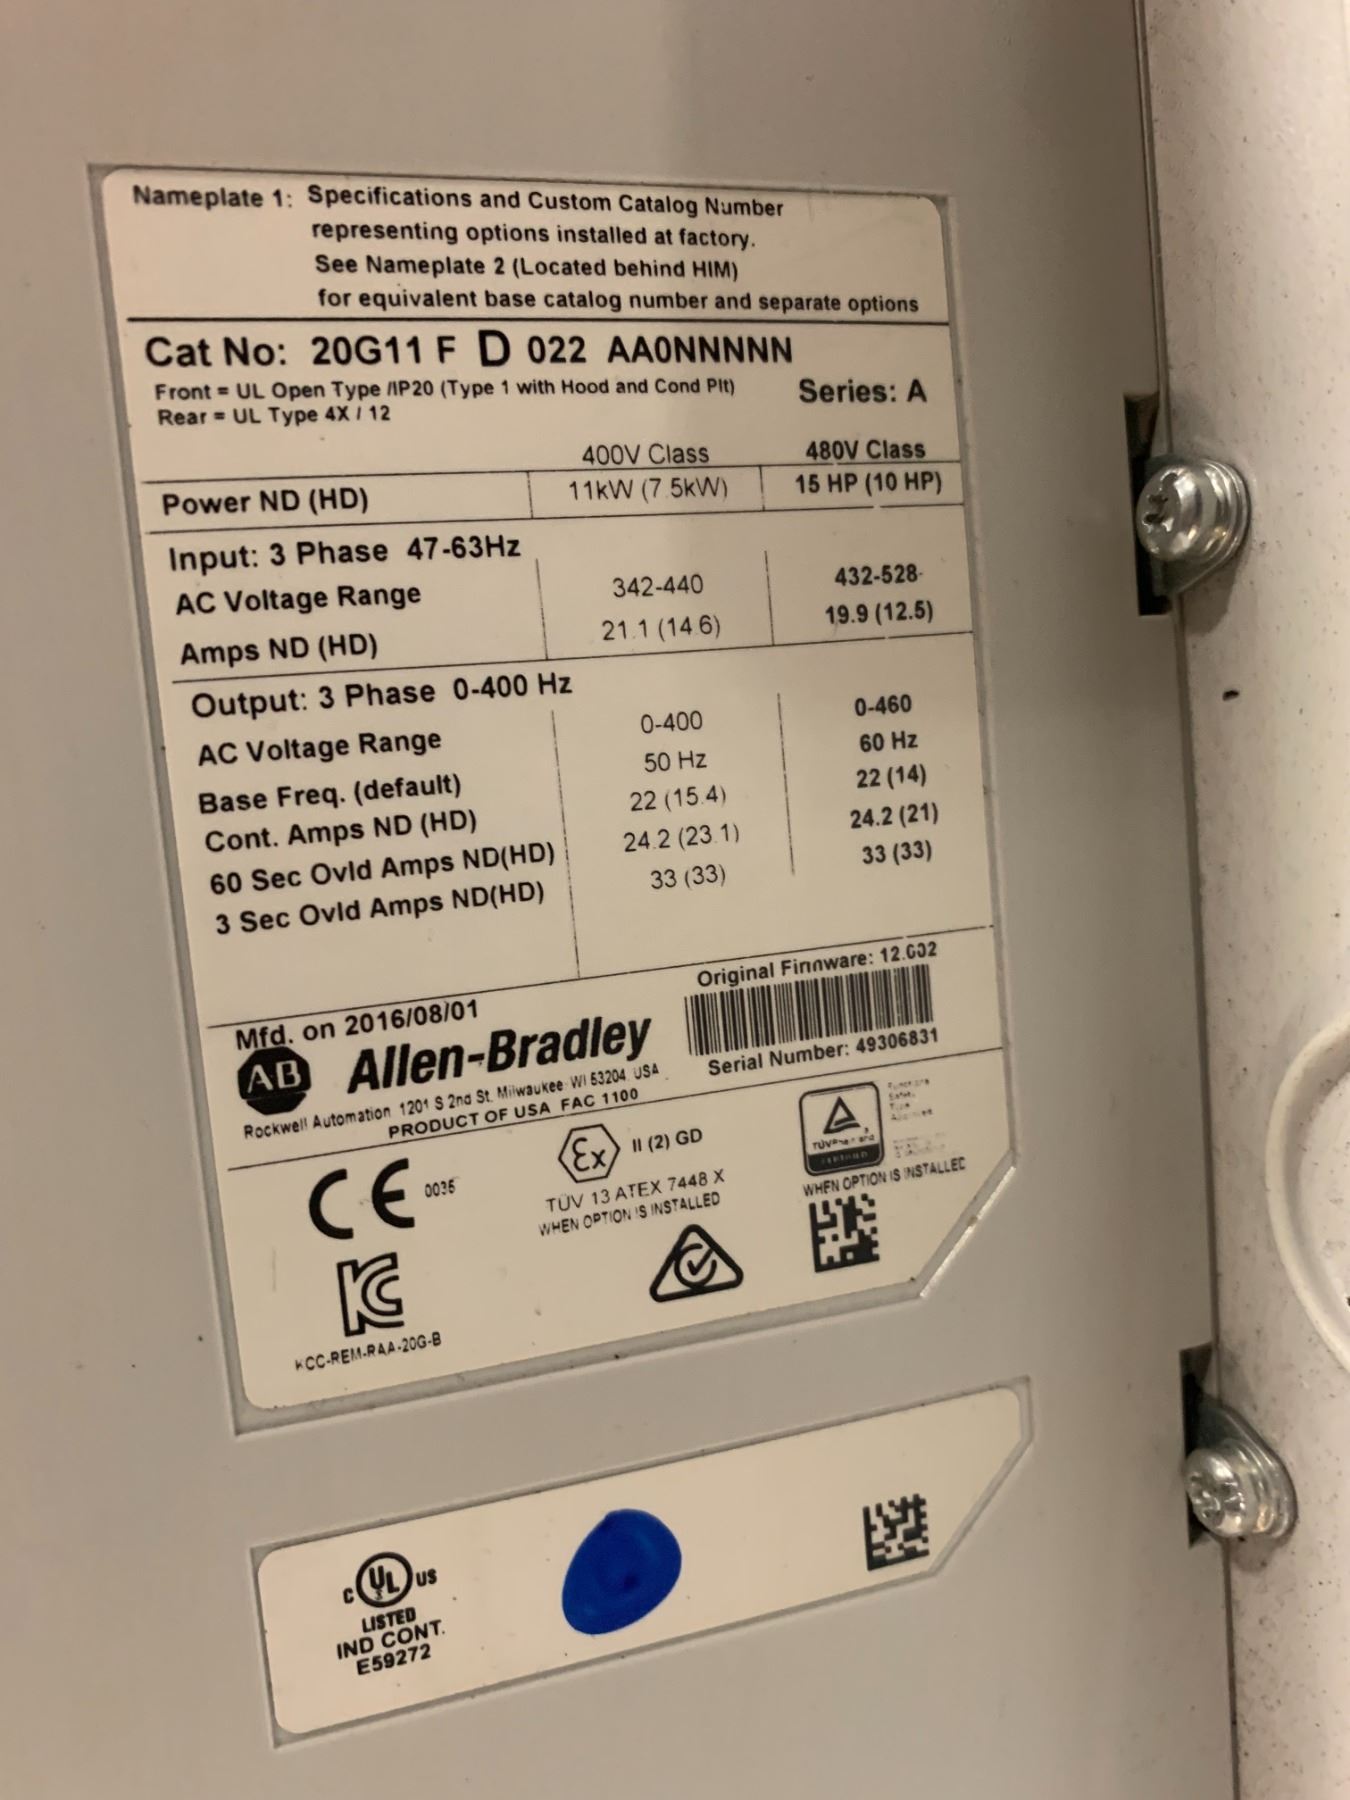 Nameplate 1: Specifications and Custom Catalog Number
representing options installed at factory.
See Nameplate 2 (Located behind HIM)
for equivalent base catalog number and separate options
Cat No: 20G11 F D 022 AA0NNNNN
Front = UL Open Type /IP20 (Type 1 with Hood and Cond Plt)
Rear = UL Type 4X / 12
Series: A
400V Class 480V Class
Power ND (HD) 11kW (7.5kW) 15 HP (10 HP)
Input: 3 Phase 47-63Hz
AC Voltage Range 342-440 432-528
Amps ND (HD) 21.1 (14.6) 19.9 (12.5)
Output: 3 Phase 0-400 Hz
AC Voltage Range 0-400 0-460
Base Freq. (default) 50 Hz 60 Hz
Cont. Amps ND (HD) 22 (15.4) 22 (14)
60 Sec Ovld Amps ND(HD) 24.2 (23.1) 24.2 (21)
3 Sec Ovld Amps ND(HD) 33 (33) 33 (33)
Original Firmware: 12.002
Mfd. on 2016/08/01
AB Allen-Bradley
Serial Number: 49306831
Rockwell Automation 1201 S 2nd St. Milwaukee WI 53204 USA
PRODUCT OF USA FAC 1100
CE 0035
Ex II (2) GD
TÜV 13 ATEX 7448 X
WHEN OPTION IS INSTALLED
TÜVRheinland
CERTIFIED
Functional
Safety
Type
Approved
WHEN OPTION IS INSTALLED
KC
KCC-REM-RAA-20G-B
c UL US
LISTED
IND CONT.
E59272